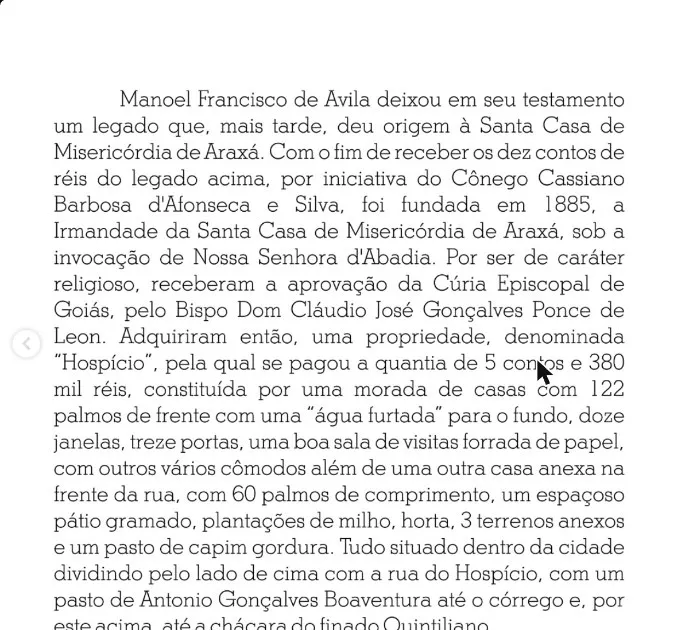 Manoel Francisco de Avila deixou em seu testamento
um legado que, mais tarde, deu origem à Santa Casa de
Misericórdia de Araxá. Com o fim de receber os dez contos de
réis do legado acima, por iniciativa do Cônego Cassiano
Barbosa d'Afonseca e Silva, foi fundada em 1885, a
Irmandade da Santa Casa de Misericórdia de Araxá, sob a
invocação de Nossa Senhora d'Abadia. Por ser de caráter
religioso, receberam a aprovação da Cúria Episcopal de
Goiás, pelo Bispo Dom Cláudio José Gonçalves Ponce de
Leon. Adquiriram então, uma propriedade, denominada
"Hospício", pela qual se pagou a quantia de 5 contos e 380
mil réis, constituída por uma morada de casas com 122
palmos de frente com uma "água furtada" para o fundo, doze
janelas, treze portas, uma boa sala de visitas forrada de papel,
com outros vários cômodos além de uma outra casa anexa na
frente da rua, com 60 palmos de comprimento, um espaçoso
pátio gramado, plantações de milho, horta, 3 terrenos anexos
e um pasto de capim gordura. Tudo situado dentro da cidade
dividindo pelo lado de cima com a rua do Hospício, com um
pasto de Antonio Gonçalves Boaventura até o córrego e, por
este acima, até a chácara do finado Quintiliano